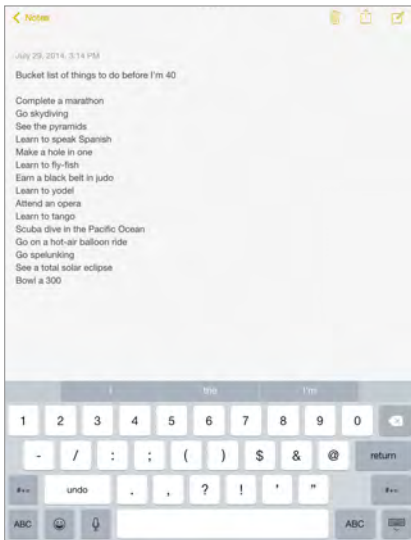 Notes
July 29, 2014, 3:14 PM
Bucket list of things to do before I'm 40
Complete a marathon
Go skydiving
See the pyramids
Learn to speak Spanish
Make a hole in one
Learn to fly-fish
Earn a black belt in judo
Learn to yodel
Attend an opera
Learn to tango
Scuba dive in the Pacific Ocean
Go on a hot-air balloon ride
Go spelunking
See a total solar eclipse
Bowl a 300
I the I'm
1 2 3 4 5 6 7 8 9 0
- / : ; ( ) $ & @ return
#+= undo . , ? ! ' " #+=
ABC ABC